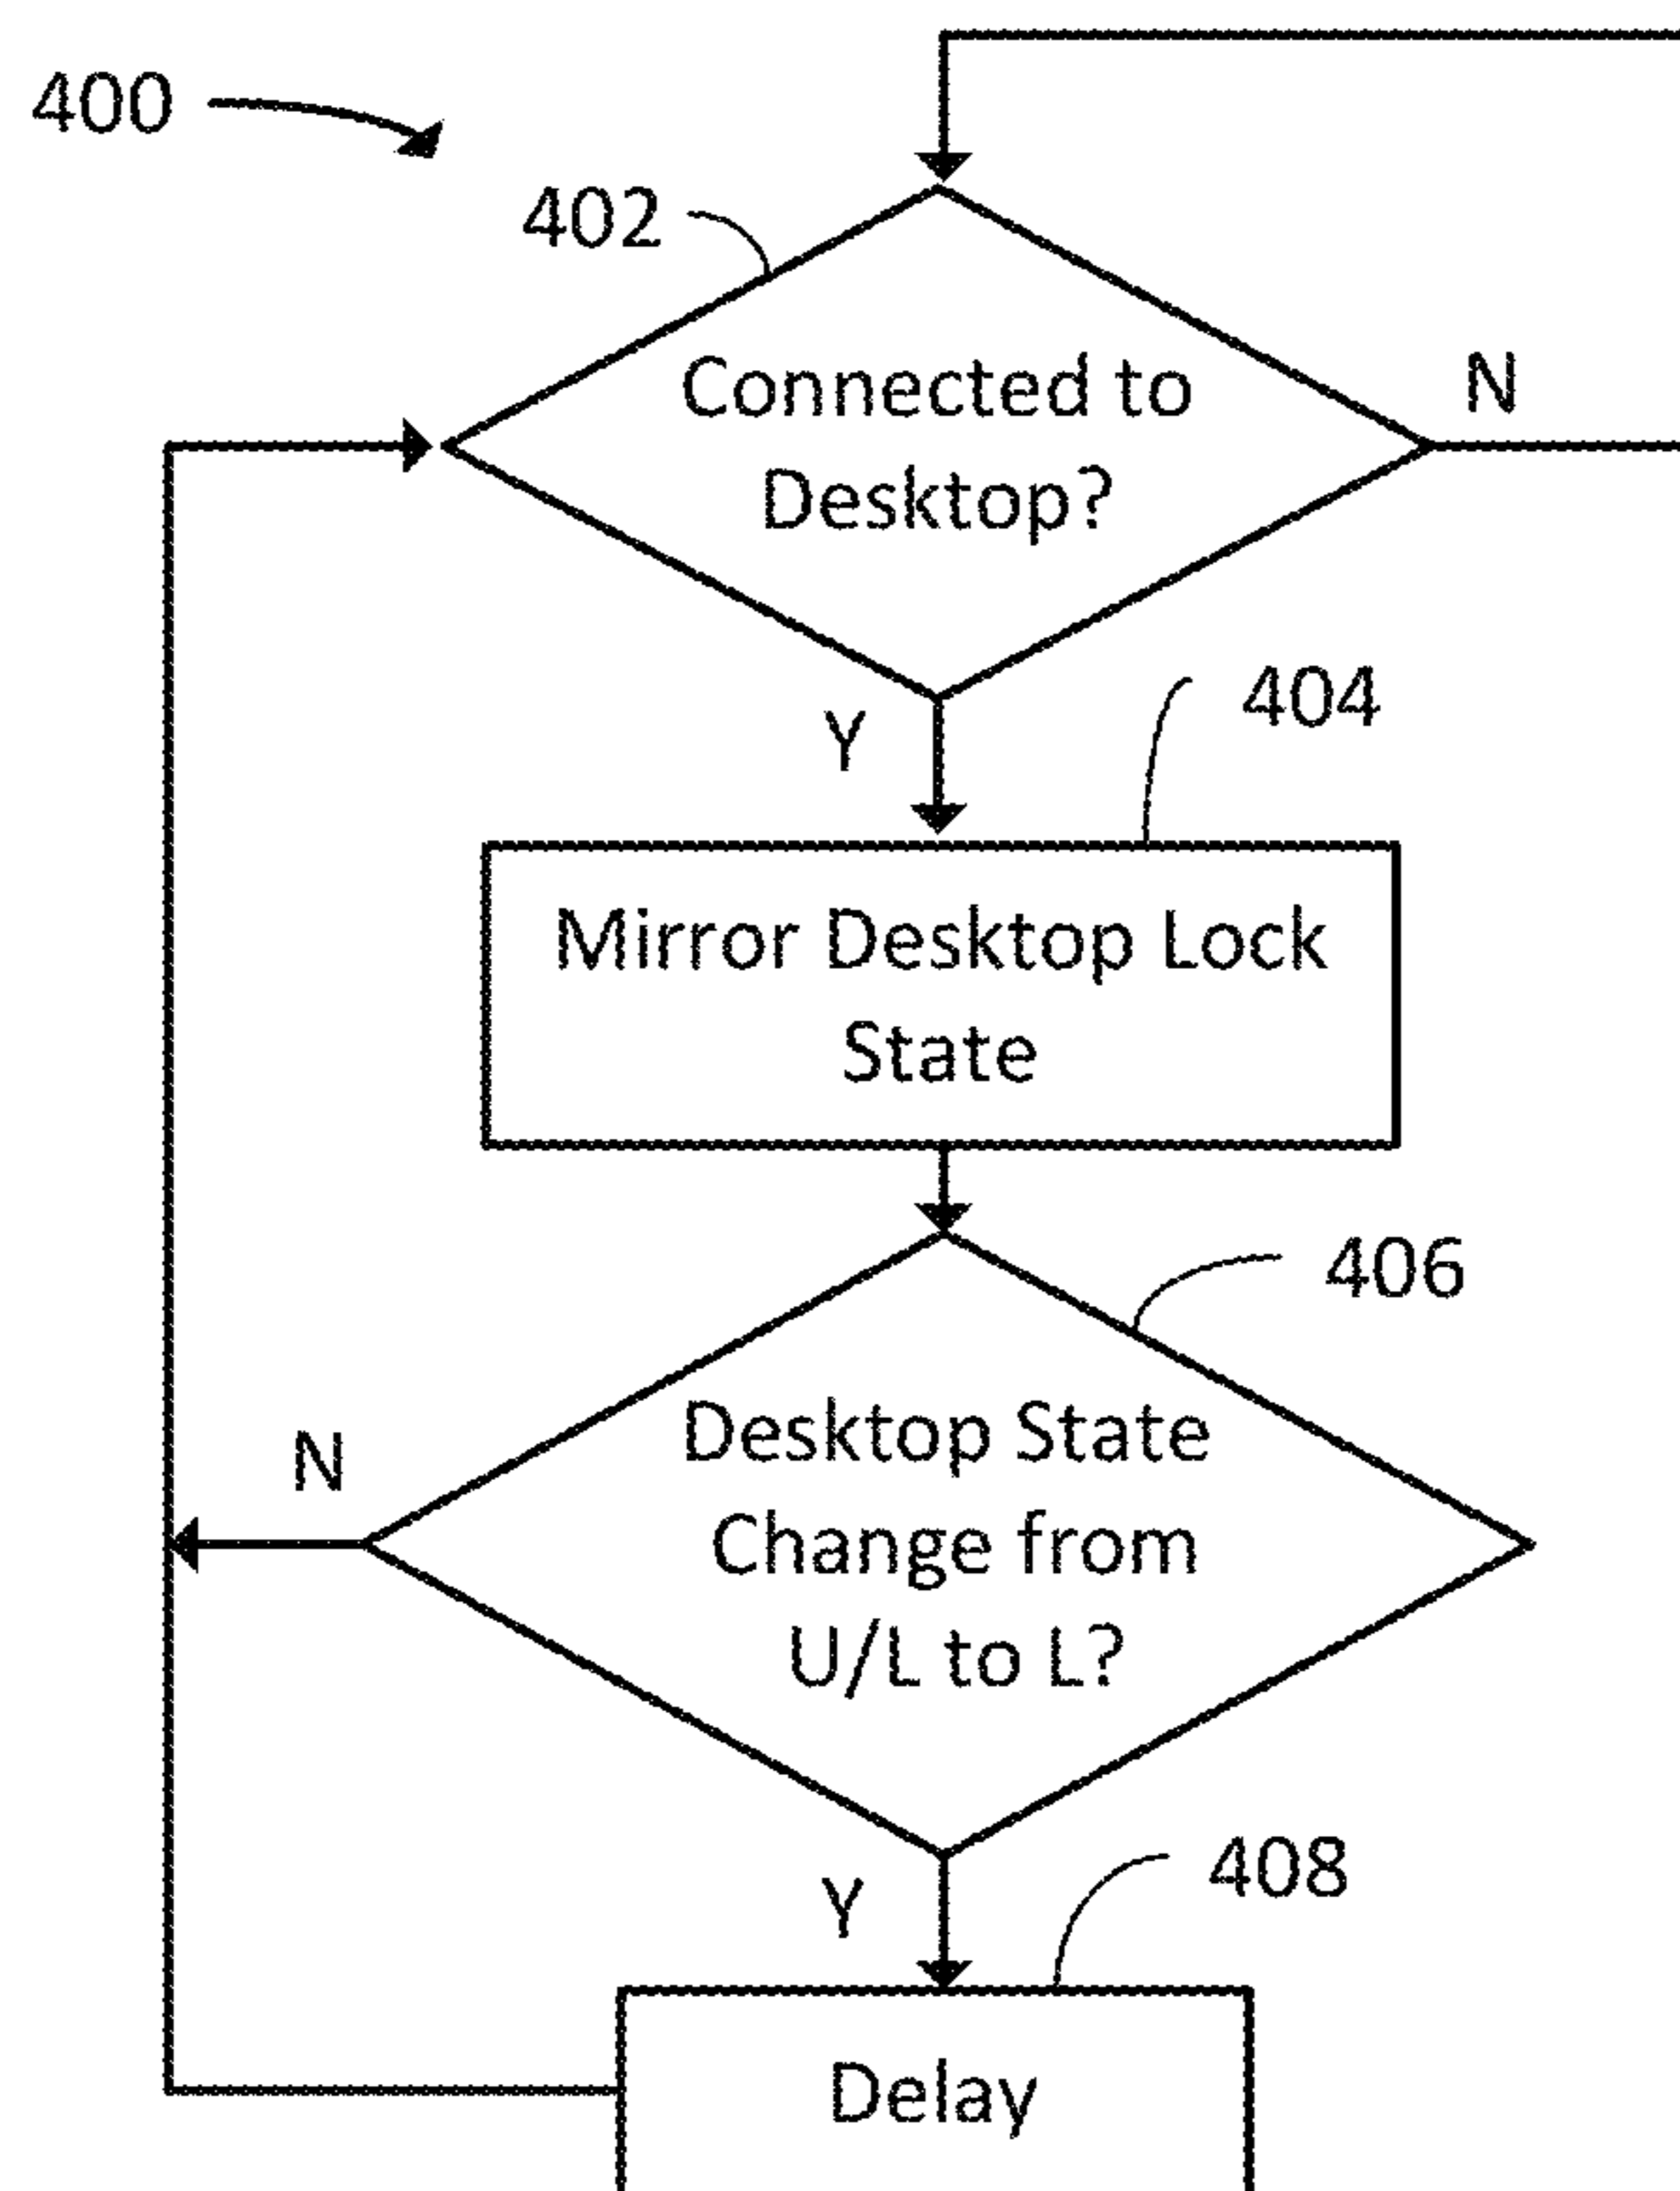 400
402
Connected to
Desktop?
N
Y
404
Mirror Desktop Lock
State
406
Desktop State
Change from
U/L to L?
N
Y
408
Delay